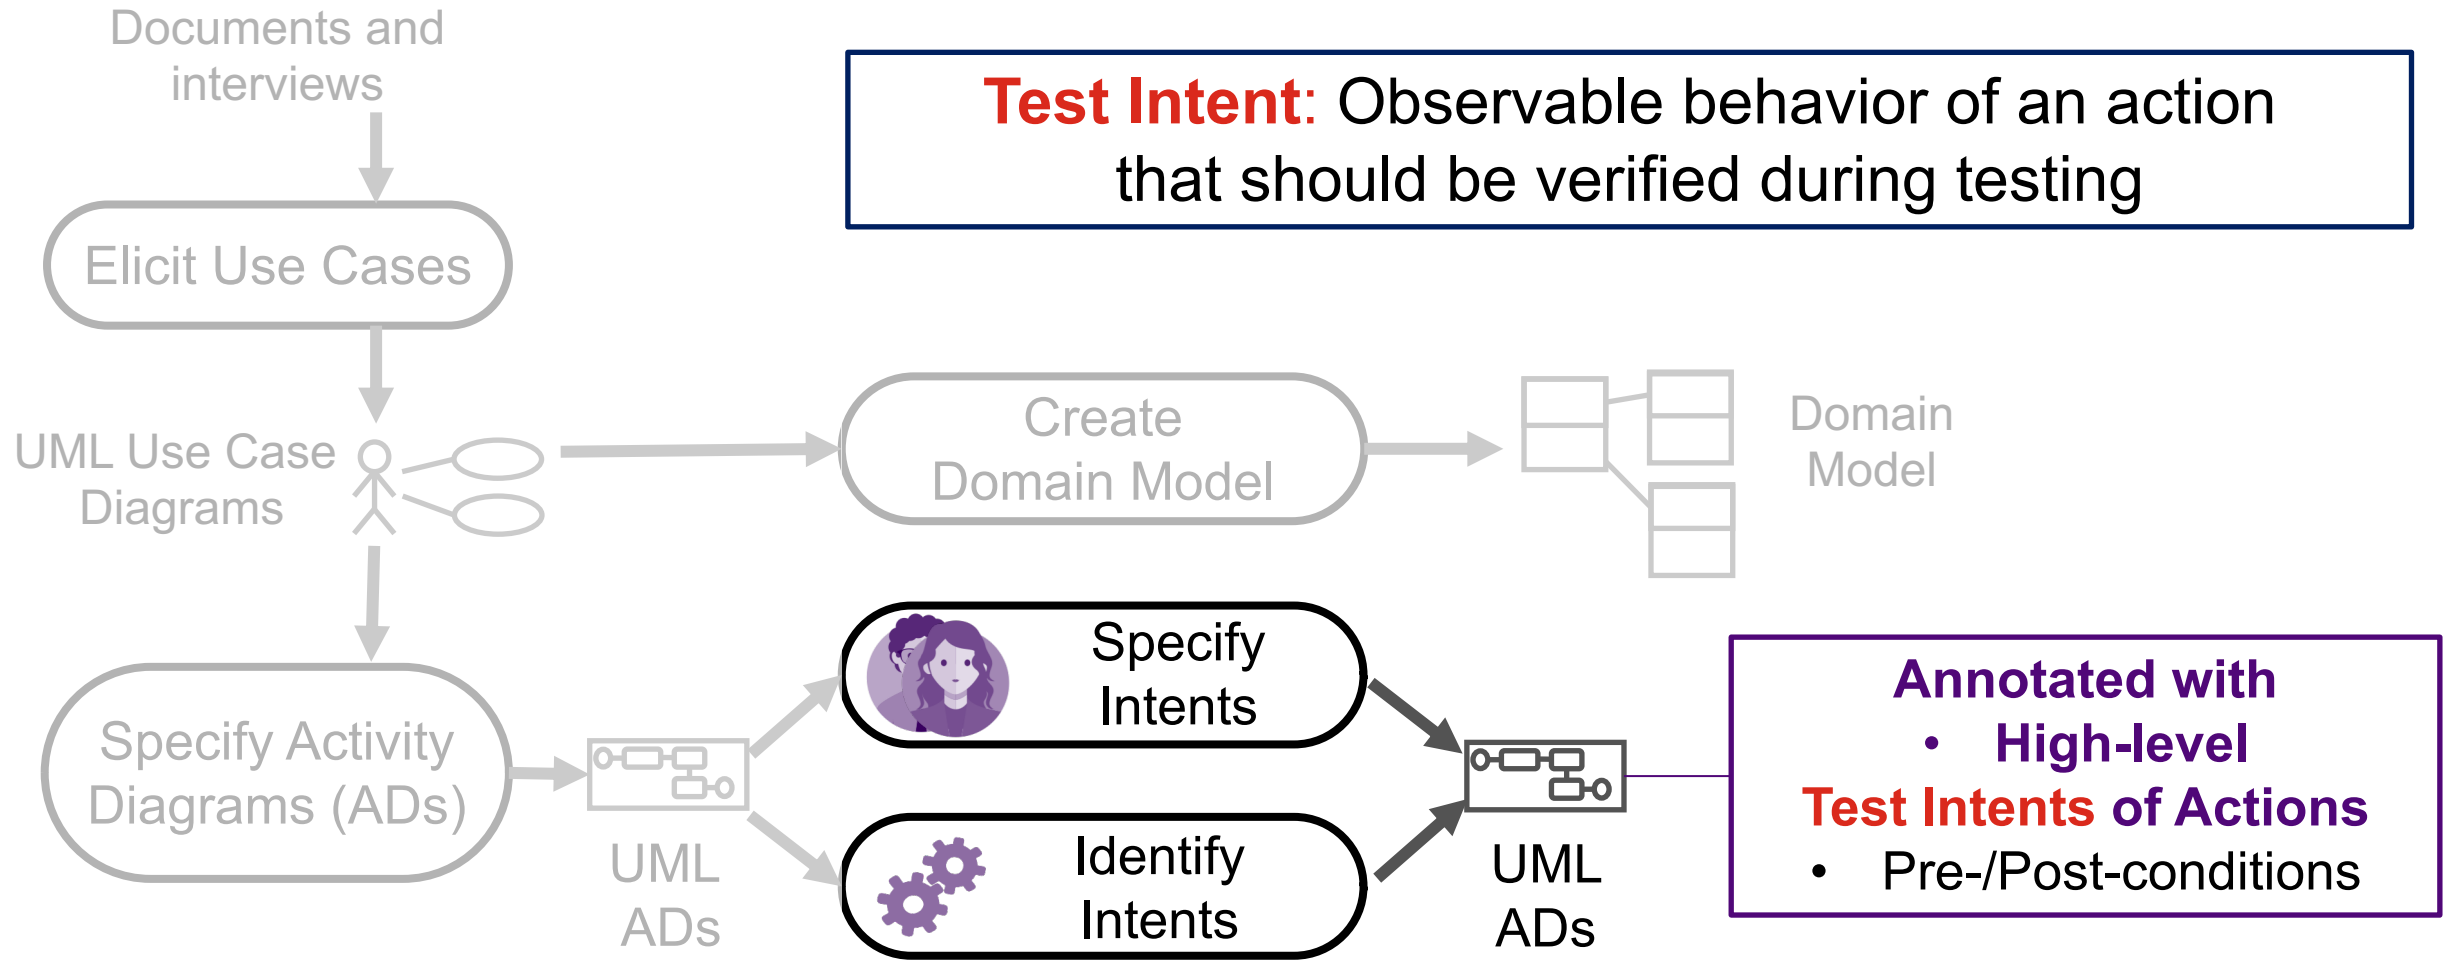 Documents and
interviews
Test Intent: Observable behavior of an action
that should be verified during testing
Elicit Use Cases
UML Use Case
Diagrams
Create
Domain Model
Domain
Model
Specify Activity
Diagrams (ADs)
UML
ADs
Specify
Intents
Identify
Intents
UML
ADs
Annotated with
• High-level
Test Intents of Actions
• Pre-/Post-conditions